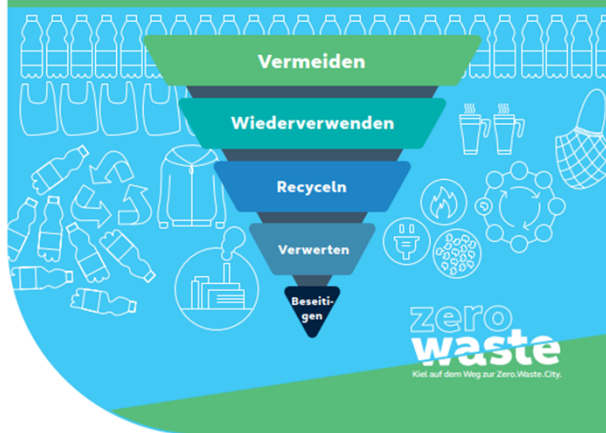 Vermeiden
Wiederverwenden
Recyceln
Verwerten
Beseiti-
gen
zero
waste
Kiel auf dem Weg zur Zero.Waste.City.